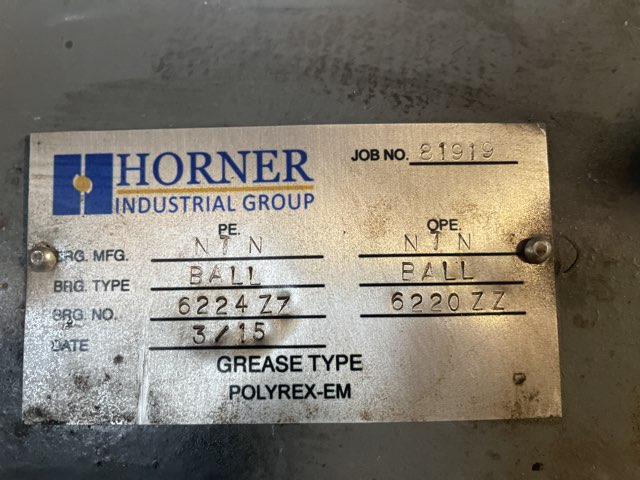 HORNER
INDUSTRIAL GROUP
JOB NO. 81919
PE. OPE.
BRG. MFG. NTN NTN
BRG. TYPE BALL BALL
BRG. NO. 6224ZZ 6220ZZ
DATE 3/15
GREASE TYPE
POLYREX-EM